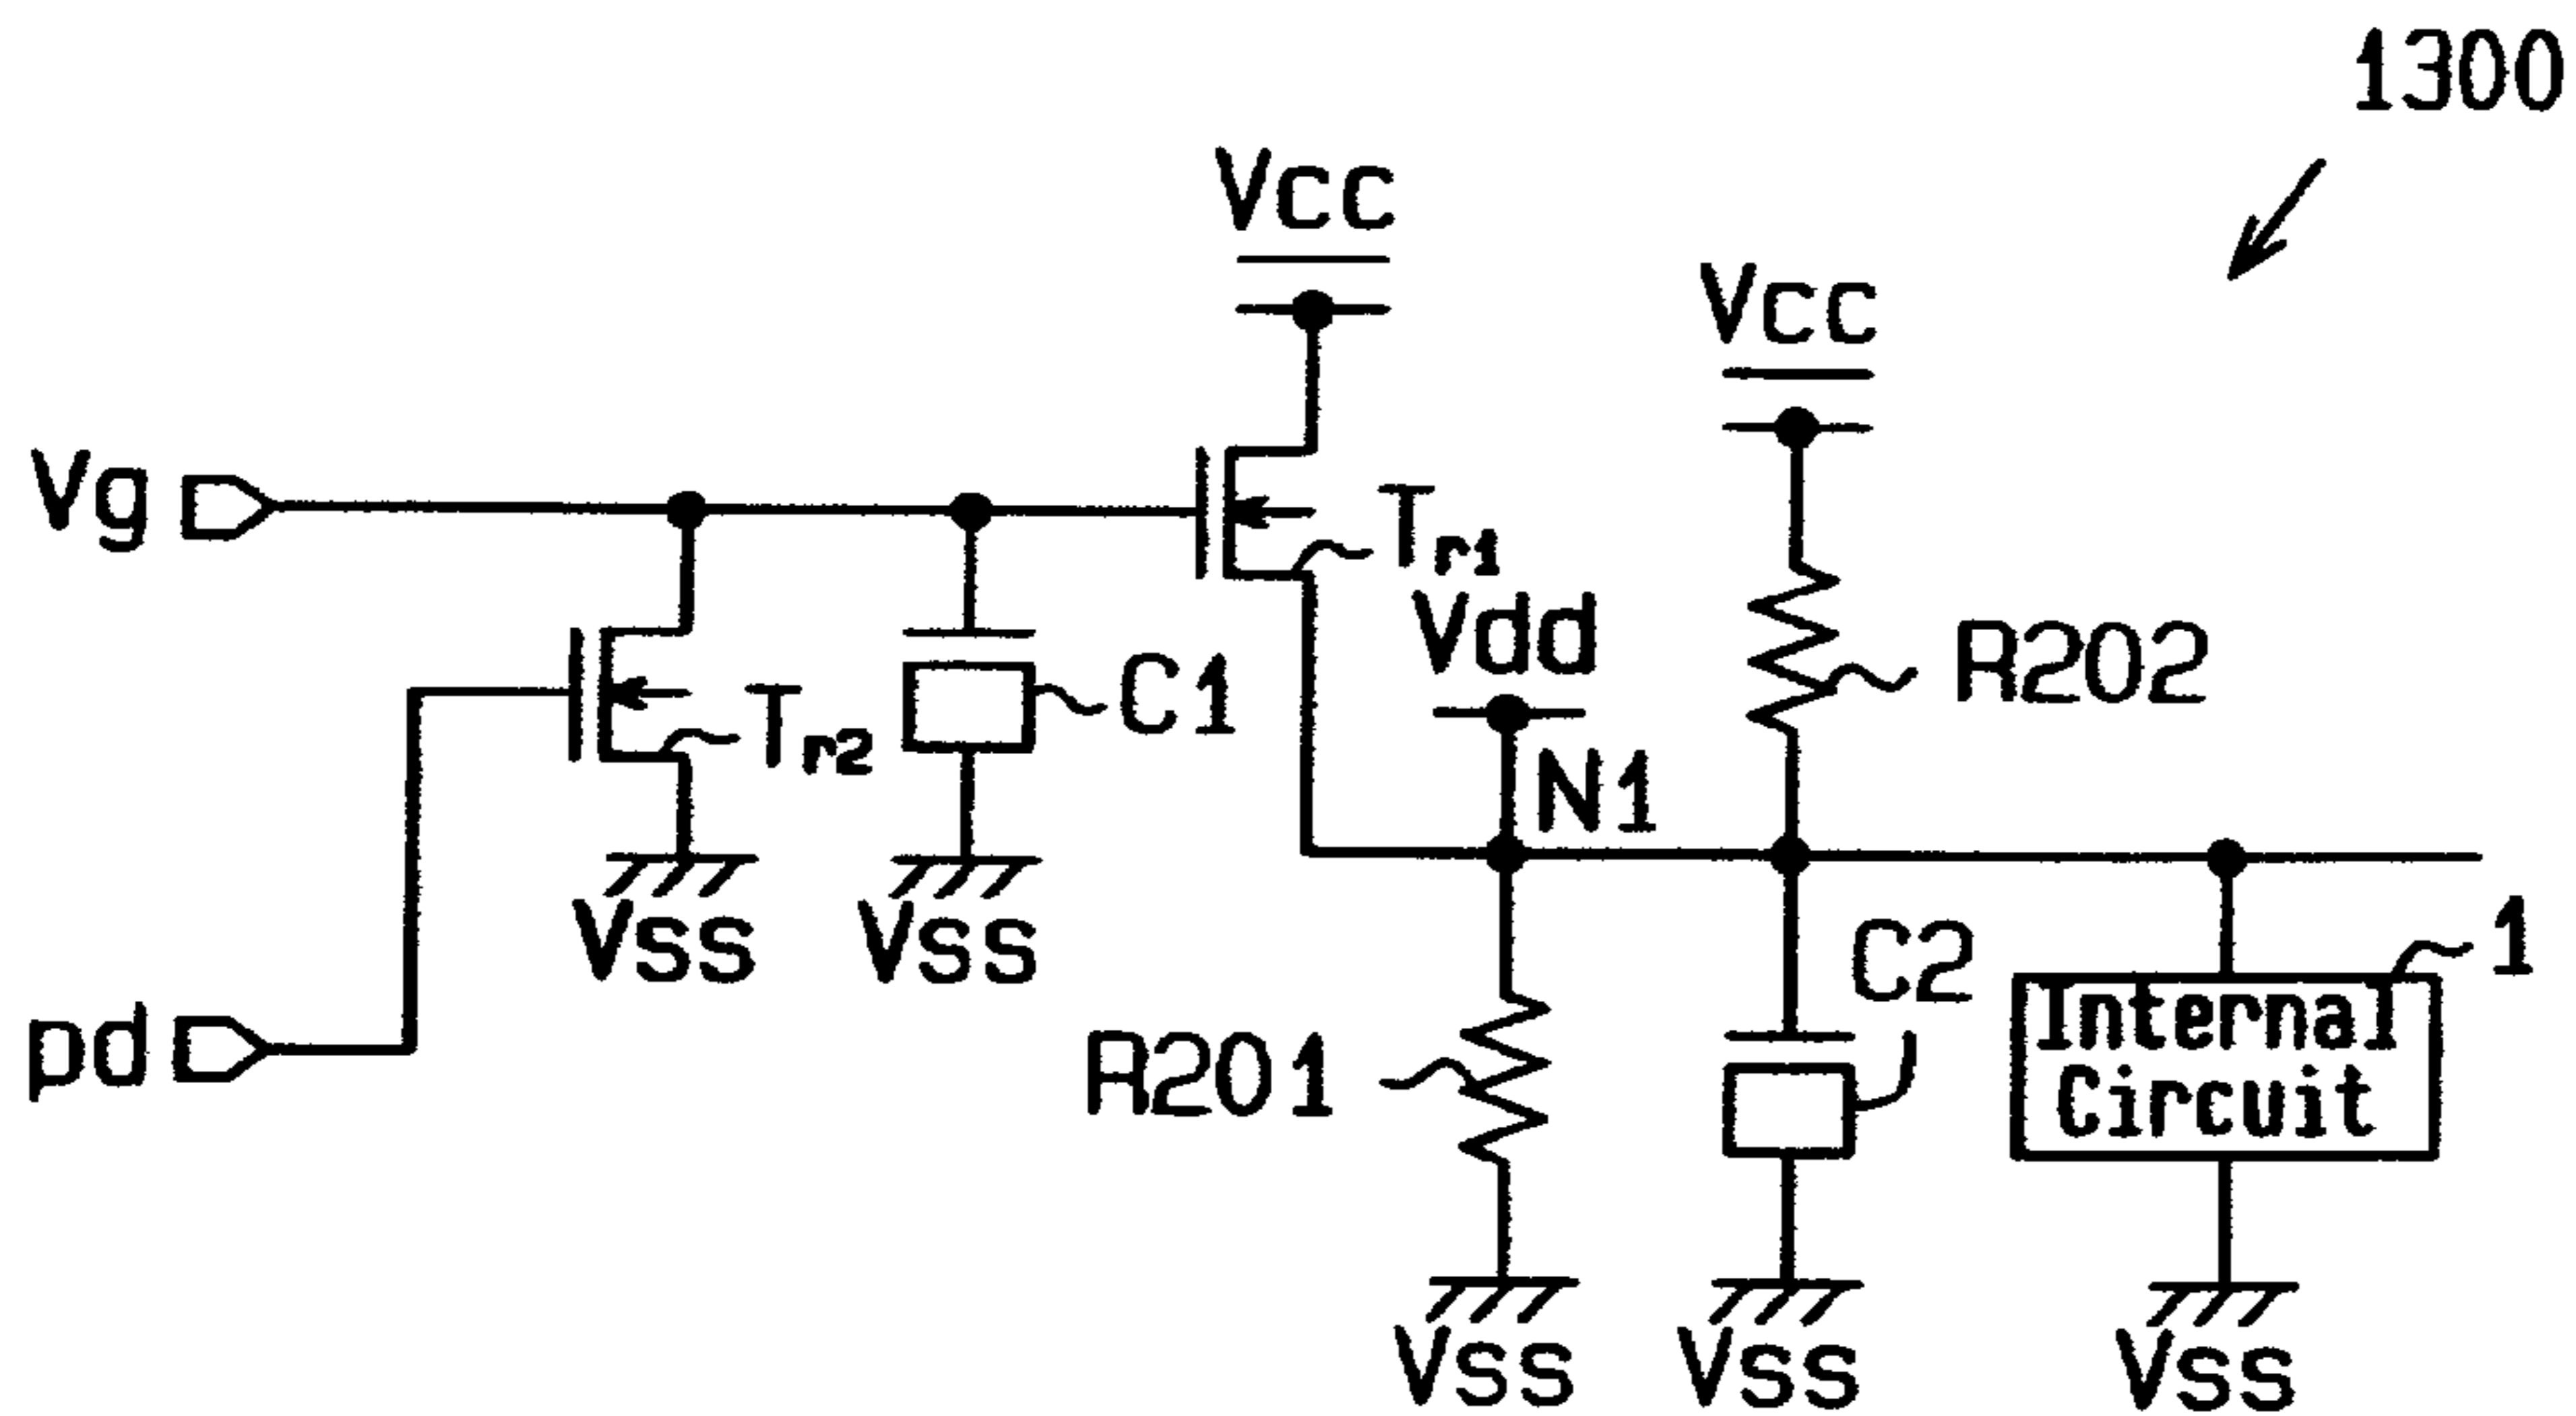 1300
Vcc
Vcc
Vg
Tr1
Vdd
R202
C1
Tr2
N1
Vss
Vss
C2
1
pd
R201
Internal
Circuit
Vss
Vss
Vss